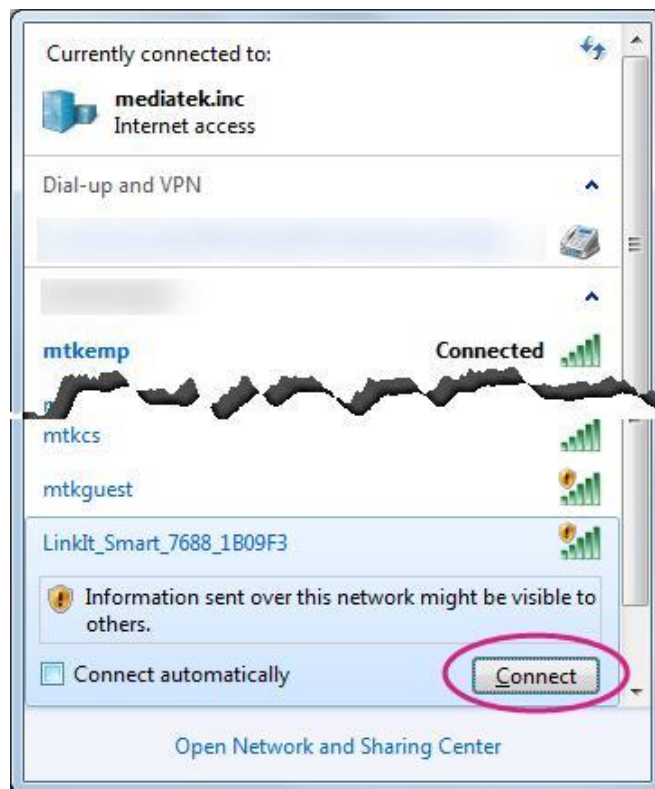 Currently connected to:
mediatek.inc
Internet access
Dial-up and VPN
mtkemp Connected
mtkcs
mtkguest
LinkIt_Smart_7688_1B09F3
Information sent over this network might be visible to
others.
Connect automatically Connect
Open Network and Sharing Center